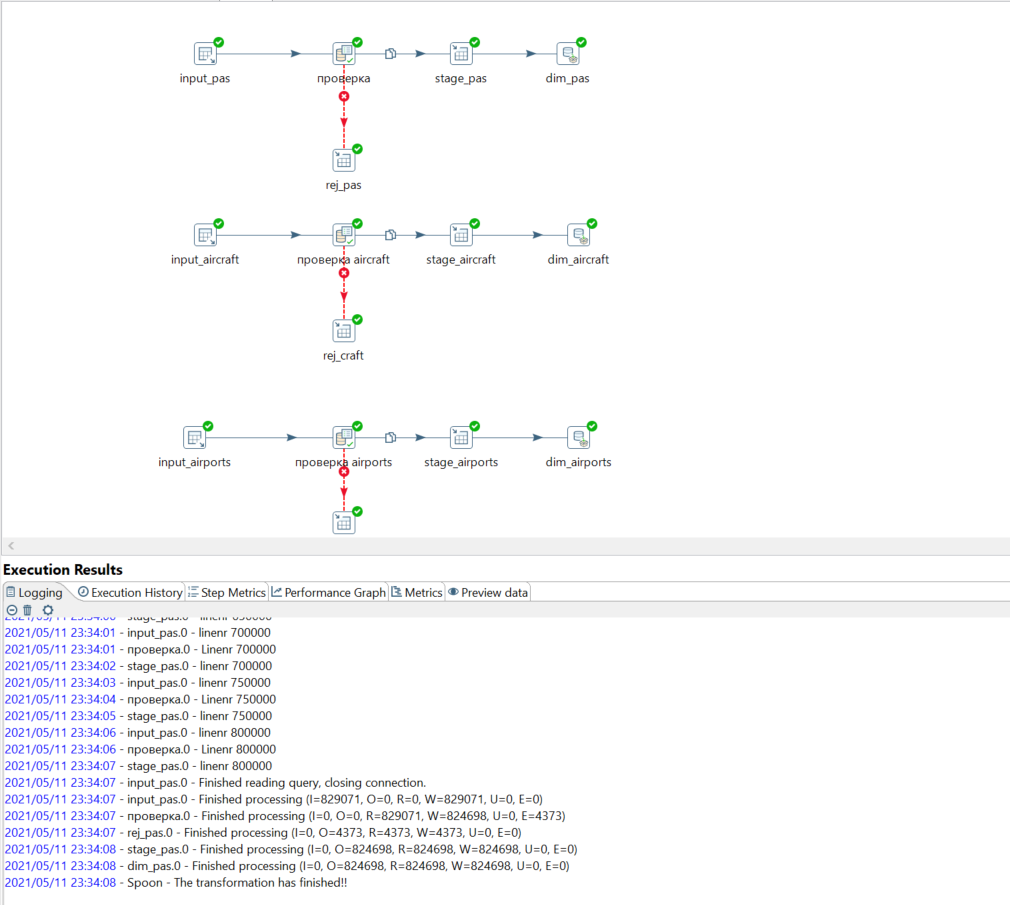 input_pas
проверка
stage_pas
dim_pas
rej_pas
input_aircraft
проверка aircraft
stage_aircraft
dim_aircraft
rej_craft
input_airports
проверка airports
stage_airports
dim_airports
Execution Results
Logging Execution History Step Metrics Performance Graph Metrics Preview data
2021/05/11 23:34:01 - input_pas.0 - linenr 700000
2021/05/11 23:34:01 - проверка.0 - Linenr 700000
2021/05/11 23:34:02 - stage_pas.0 - linenr 700000
2021/05/11 23:34:03 - input_pas.0 - linenr 750000
2021/05/11 23:34:04 - проверка.0 - Linenr 750000
2021/05/11 23:34:05 - stage_pas.0 - linenr 750000
2021/05/11 23:34:06 - input_pas.0 - linenr 800000
2021/05/11 23:34:06 - проверка.0 - Linenr 800000
2021/05/11 23:34:07 - stage_pas.0 - linenr 800000
2021/05/11 23:34:07 - input_pas.0 - Finished reading query, closing connection.
2021/05/11 23:34:07 - input_pas.0 - Finished processing (I=829071, O=0, R=0, W=829071, U=0, E=0)
2021/05/11 23:34:07 - проверка.0 - Finished processing (I=0, O=0, R=829071, W=824698, U=0, E=4373)
2021/05/11 23:34:07 - rej_pas.0 - Finished processing (I=0, O=4373, R=4373, W=4373, U=0, E=0)
2021/05/11 23:34:08 - stage_pas.0 - Finished processing (I=0, O=824698, R=824698, W=824698, U=0, E=0)
2021/05/11 23:34:08 - dim_pas.0 - Finished processing (I=0, O=824698, R=824698, W=824698, U=0, E=0)
2021/05/11 23:34:08 - Spoon - The transformation has finished!!